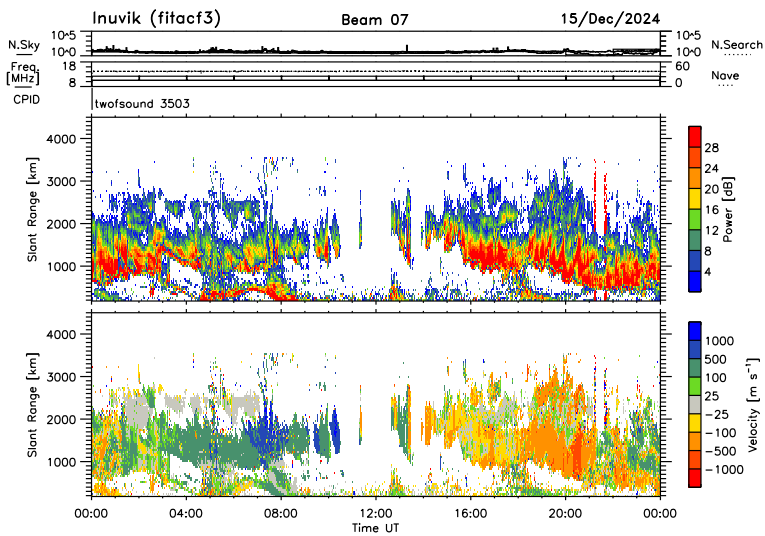 Inuvik (fitacf3) Beam 07 15/Dec/2024
N.Sky 10^5 10^5 N.Search
10^0 10^0
Freq. 18 60 Nave
[MHz] 8 0
CPID twofsound 3503
Slant Range [km] 4000 3000 2000 1000
28 24 20 16 12 8 4 Power [dB]
Slant Range [km] 4000 3000 2000 1000
1000 500 100 25 -25 -100 -500 -1000 Velocity [m s⁻¹]
00:00 04:00 08:00 12:00 16:00 20:00 00:00
Time UT